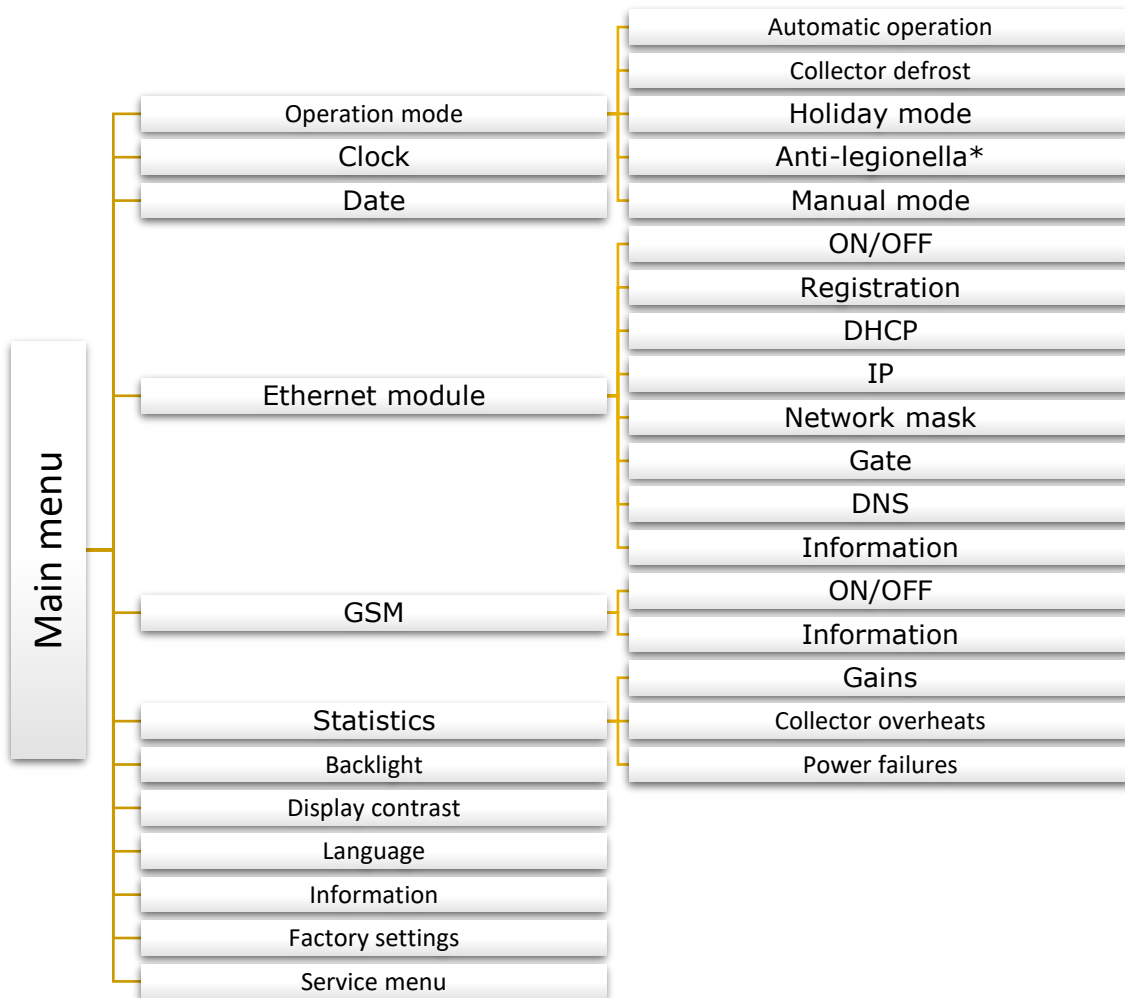 Main menu
Operation mode
Automatic operation
Collector defrost
Holiday mode
Anti-legionella*
Manual mode
Clock
Date
Ethernet module
ON/OFF
Registration
DHCP
IP
Network mask
Gate
DNS
Information
GSM
ON/OFF
Information
Statistics
Gains
Collector overheats
Power failures
Backlight
Display contrast
Language
Information
Factory settings
Service menu